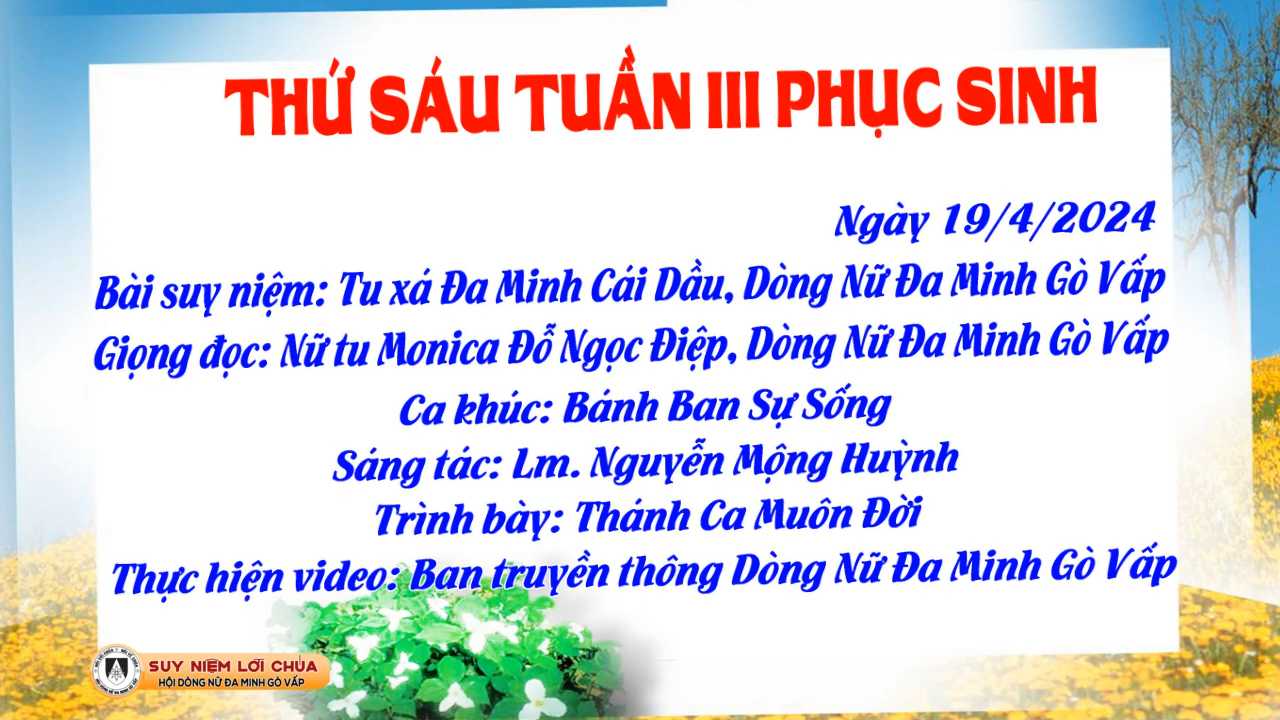 THỨ SÁU TUẦN III PHỤC SINH
Ngày 19/4/2024
Bài suy niệm: Tu xá Đa Minh Cái Dầu, Dòng Nữ Đa Minh Gò Vấp
Giọng đọc: Nữ tu Monica Đỗ Ngọc Điệp, Dòng Nữ Đa Minh Gò Vấp
Ca khúc: Bánh Ban Sự Sống
Sáng tác: Lm. Nguyễn Mộng Huỳnh
Trình bày: Thánh Ca Muôn Đời
Thực hiện video: Ban truyền thông Dòng Nữ Đa Minh Gò Vấp
SUY NIỆM LỜI CHÚA
HỘI DÒNG NỮ ĐA MINH GÒ VẤP